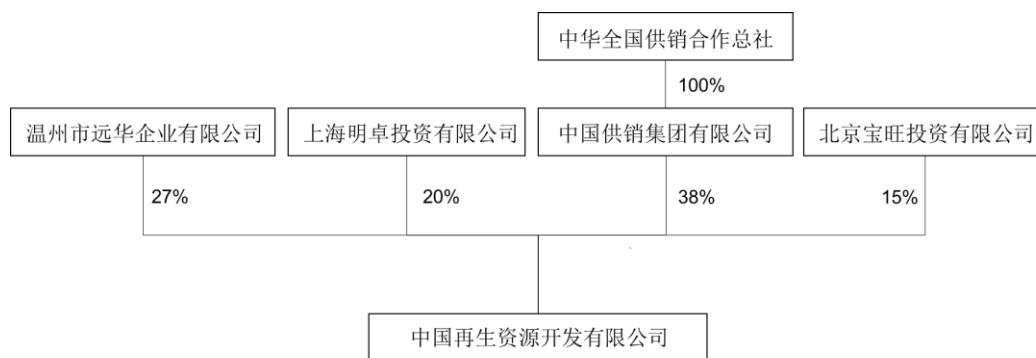 中华全国供销合作总社
100%
温州市远华企业有限公司
上海明卓投资有限公司
中国供销集团有限公司
北京宝旺投资有限公司
27%
20%
38%
15%
中国再生资源开发有限公司